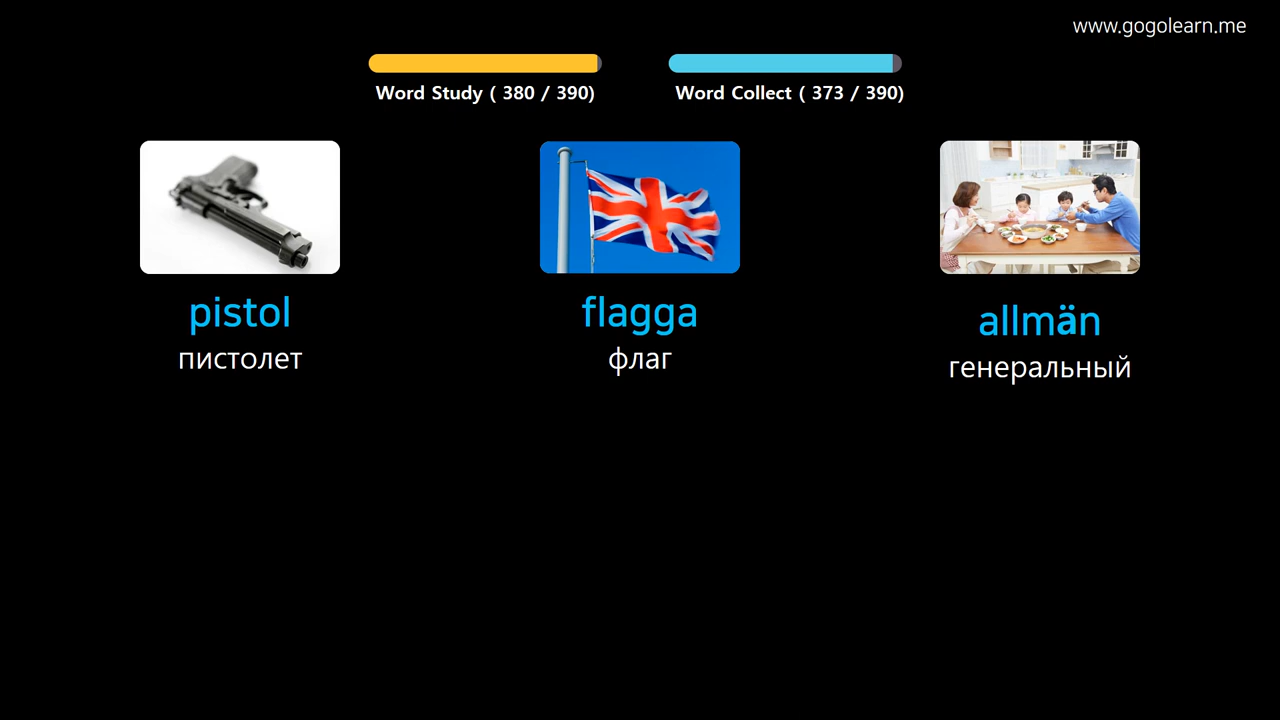 www.gogolearn.me
Word Study ( 380 / 390)
Word Collect ( 373 / 390)
pistol
пистолет
flagga
флаг
allmän
генеральный